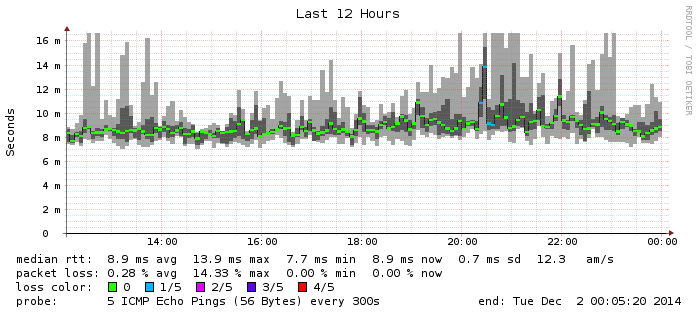 Last 12 Hours
RRDTOOL / TOBI OETIKER
Seconds
16 m
14 m
12 m
10 m
8 m
6 m
4 m
2 m
0
14:00 16:00 18:00 20:00 22:00 00:00
median rtt: 8.9 ms avg 13.9 ms max 7.7 ms min 8.9 ms now 0.7 ms sd 12.3 am/s
packet loss: 0.28 % avg 14.33 % max 0.00 % min 0.00 % now
loss color: 0 1/5 2/5 3/5 4/5
probe: 5 ICMP Echo Pings (56 Bytes) every 300s end: Tue Dec 2 00:05:20 2014